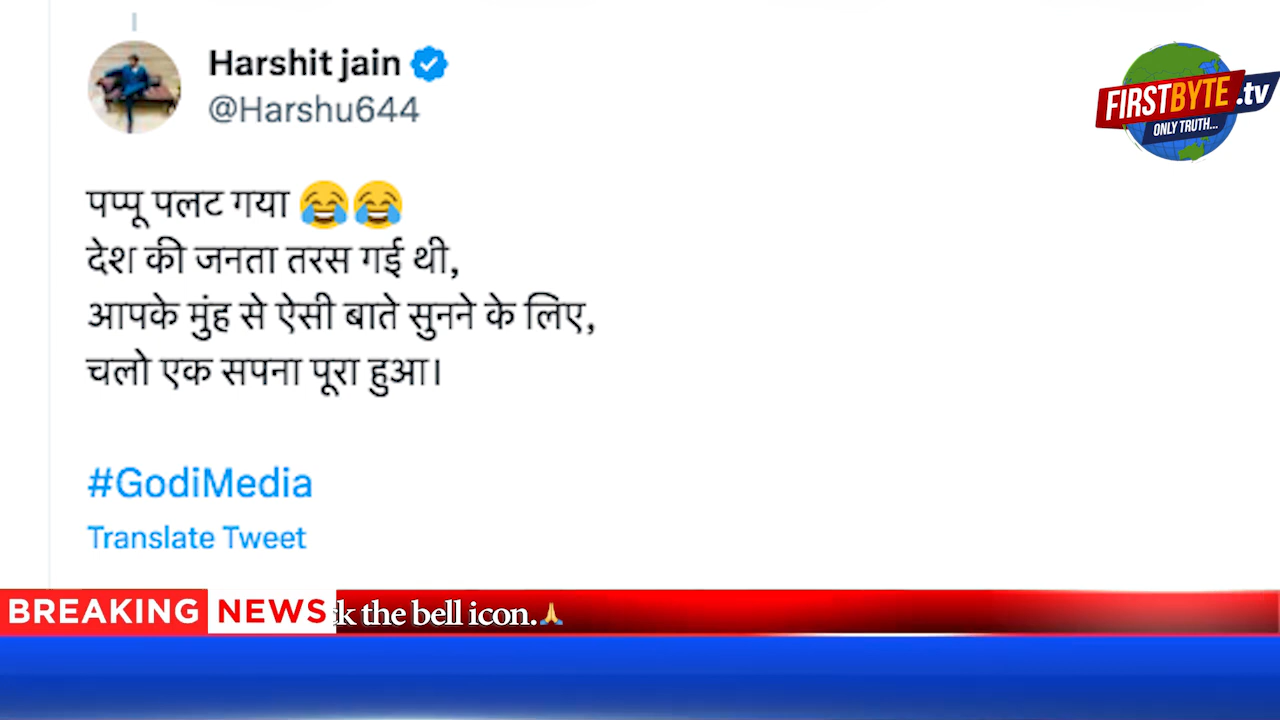 Harshit jain
@Harshu644
FIRSTBYTE.tv
ONLY TRUTH...
पप्पू पलट गया 😂😂
देश की जनता तरस गई थी,
आपके मुंह से ऐसी बाते सुनने के लिए,
चलो एक सपना पूरा हुआ।
#GodiMedia
Translate Tweet
BREAKING NEWS
the bell icon.🙏